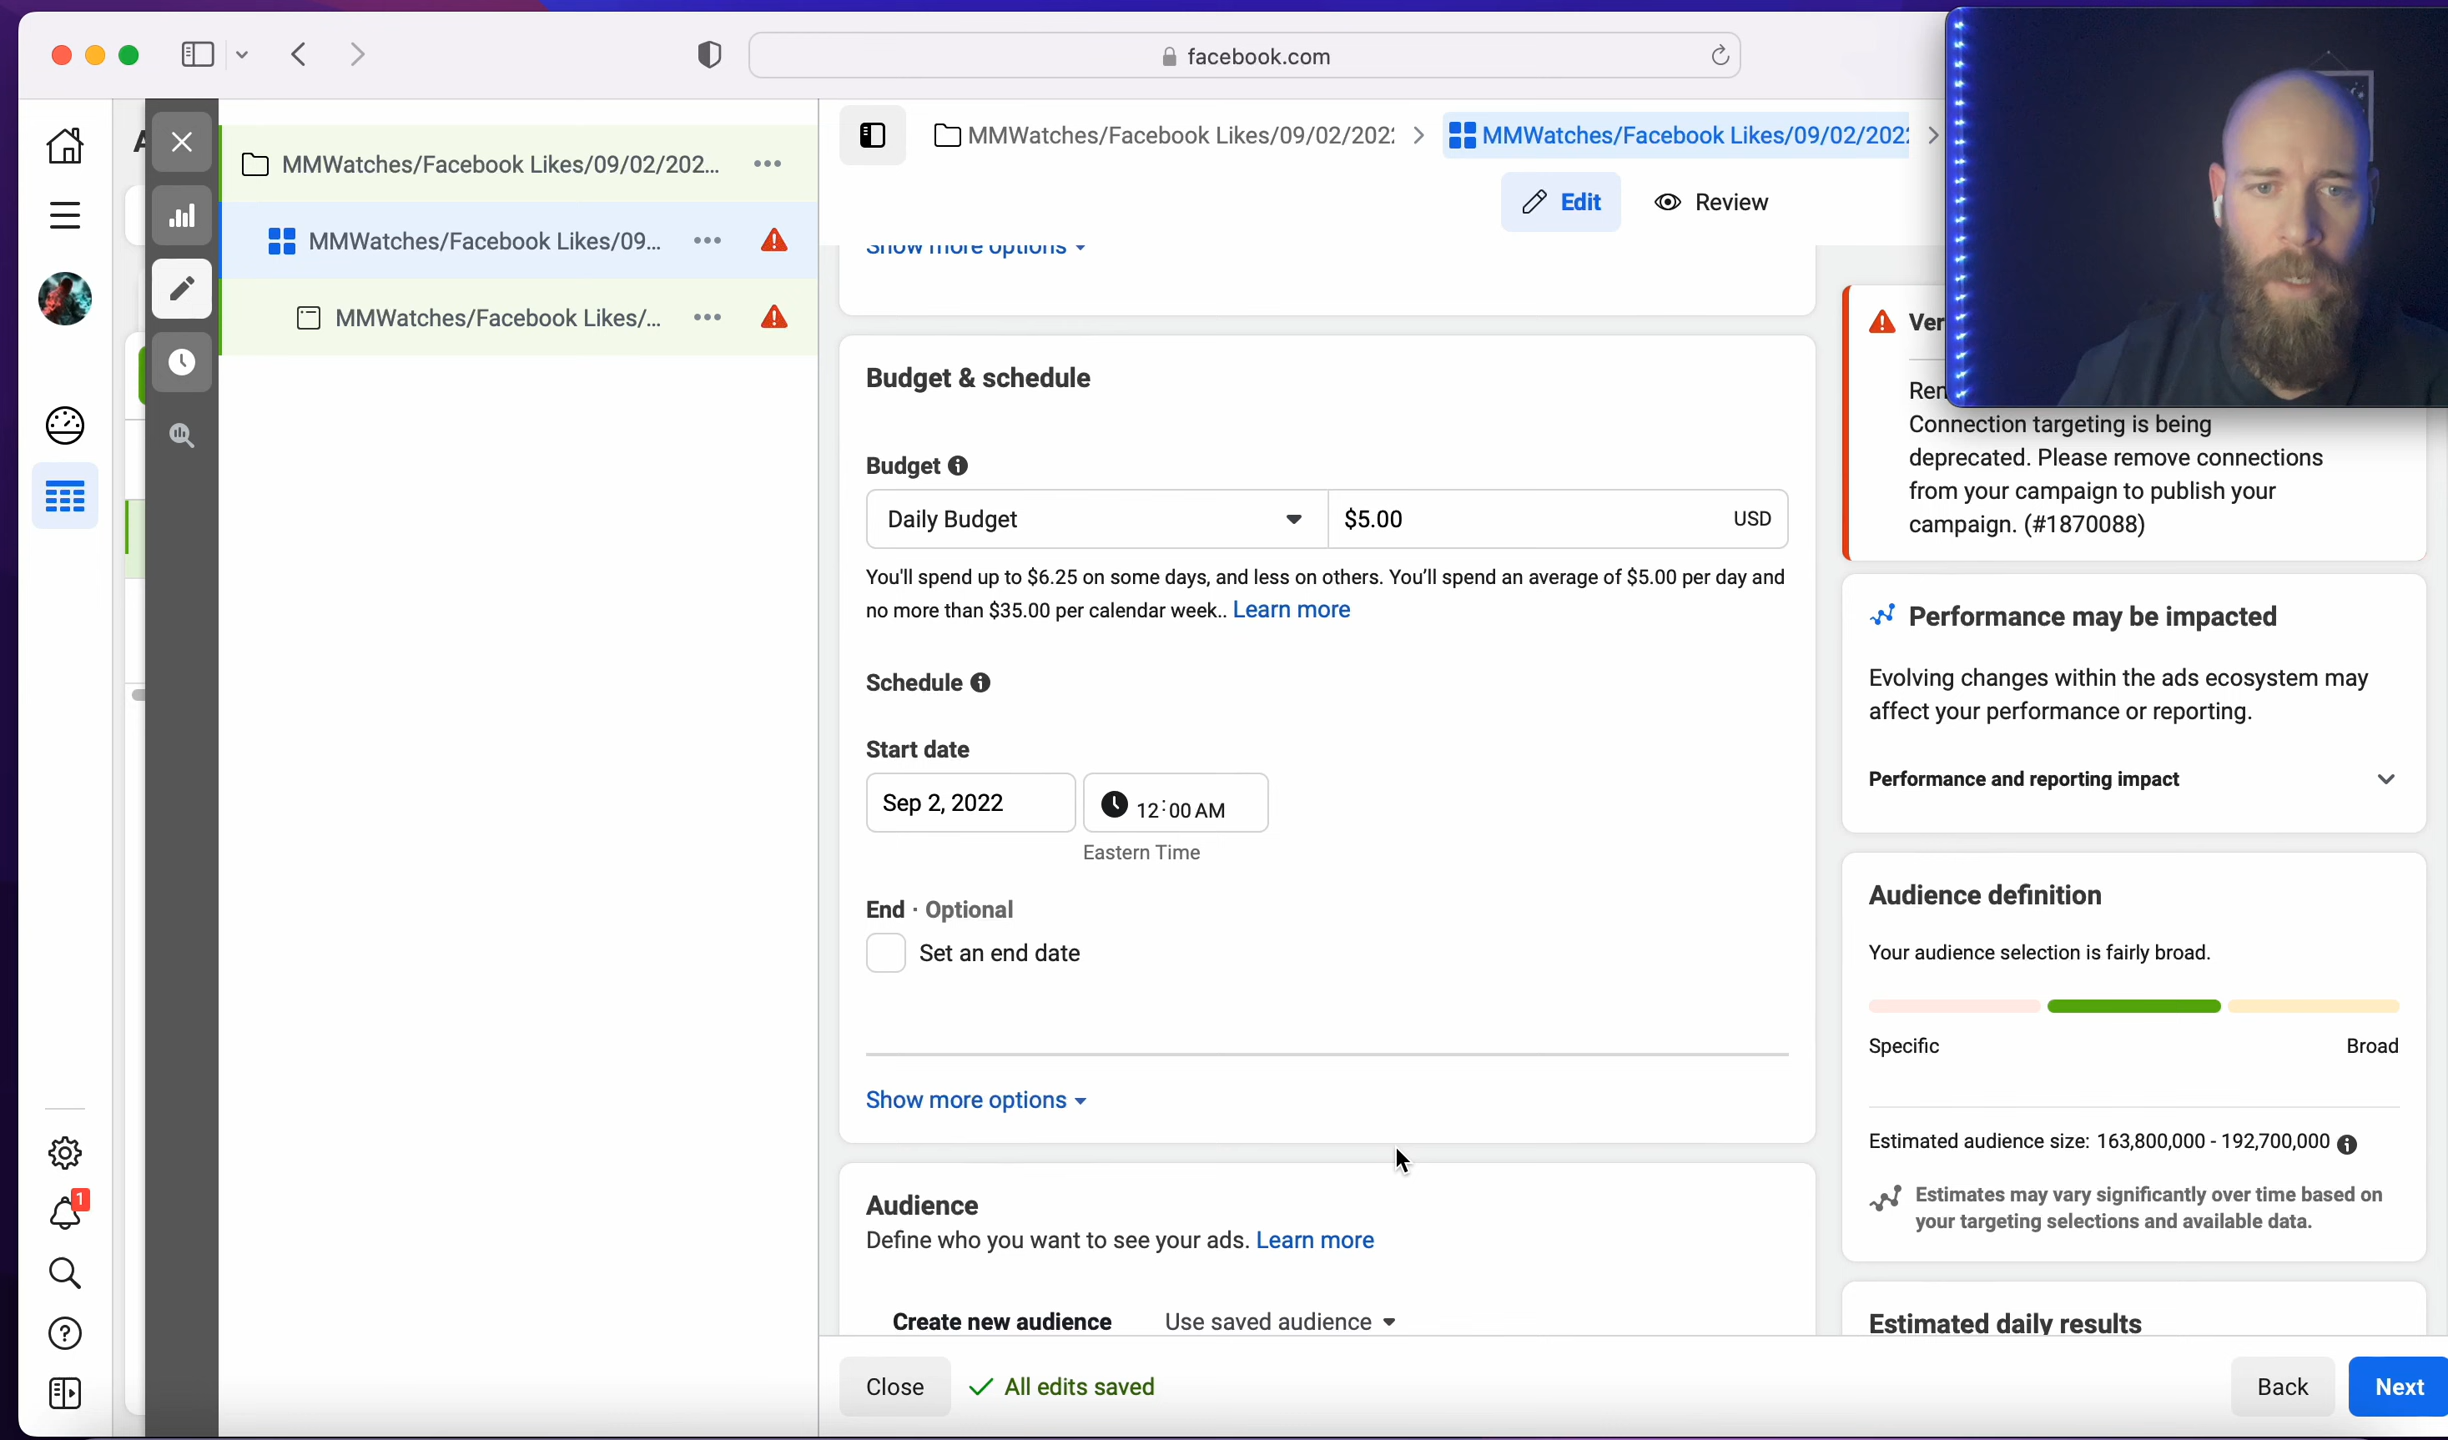 facebook.com
MMWatches/Facebook Likes/09/02/202...
MMWatches/Facebook Likes/09...
MMWatches/Facebook Likes/...
MMWatches/Facebook Likes/09/02/202
MMWatches/Facebook Likes/09/02/202
Edit
Review
Show more options
Budget & schedule
Budget
Daily Budget
$5.00
USD
You'll spend up to $6.25 on some days, and less on others. You'll spend an average of $5.00 per day and
no more than $35.00 per calendar week.. Learn more
Schedule
Start date
Sep 2, 2022
12:00 AM
Eastern Time
End · Optional
Set an end date
Show more options
Audience
Define who you want to see your ads. Learn more
Create new audience
Use saved audience
Close
All edits saved
Back
Next
Ver
Ren
Connection targeting is being
deprecated. Please remove connections
from your campaign to publish your
campaign. (#1870088)
Performance may be impacted
Evolving changes within the ads ecosystem may
affect your performance or reporting.
Performance and reporting impact
Audience definition
Your audience selection is fairly broad.
Specific
Broad
Estimated audience size: 163,800,000 - 192,700,000
Estimates may vary significantly over time based on
your targeting selections and available data.
Estimated daily results
1